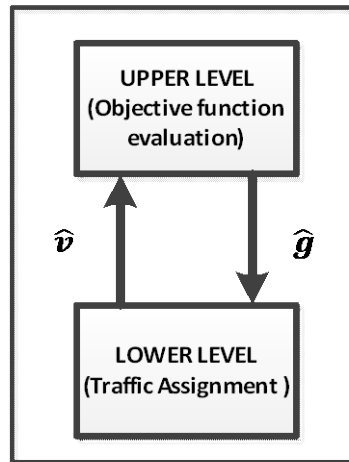 UPPER LEVEL
(Objective function
evaluation)
v̂ ĝ
LOWER LEVEL
(Traffic Assignment )